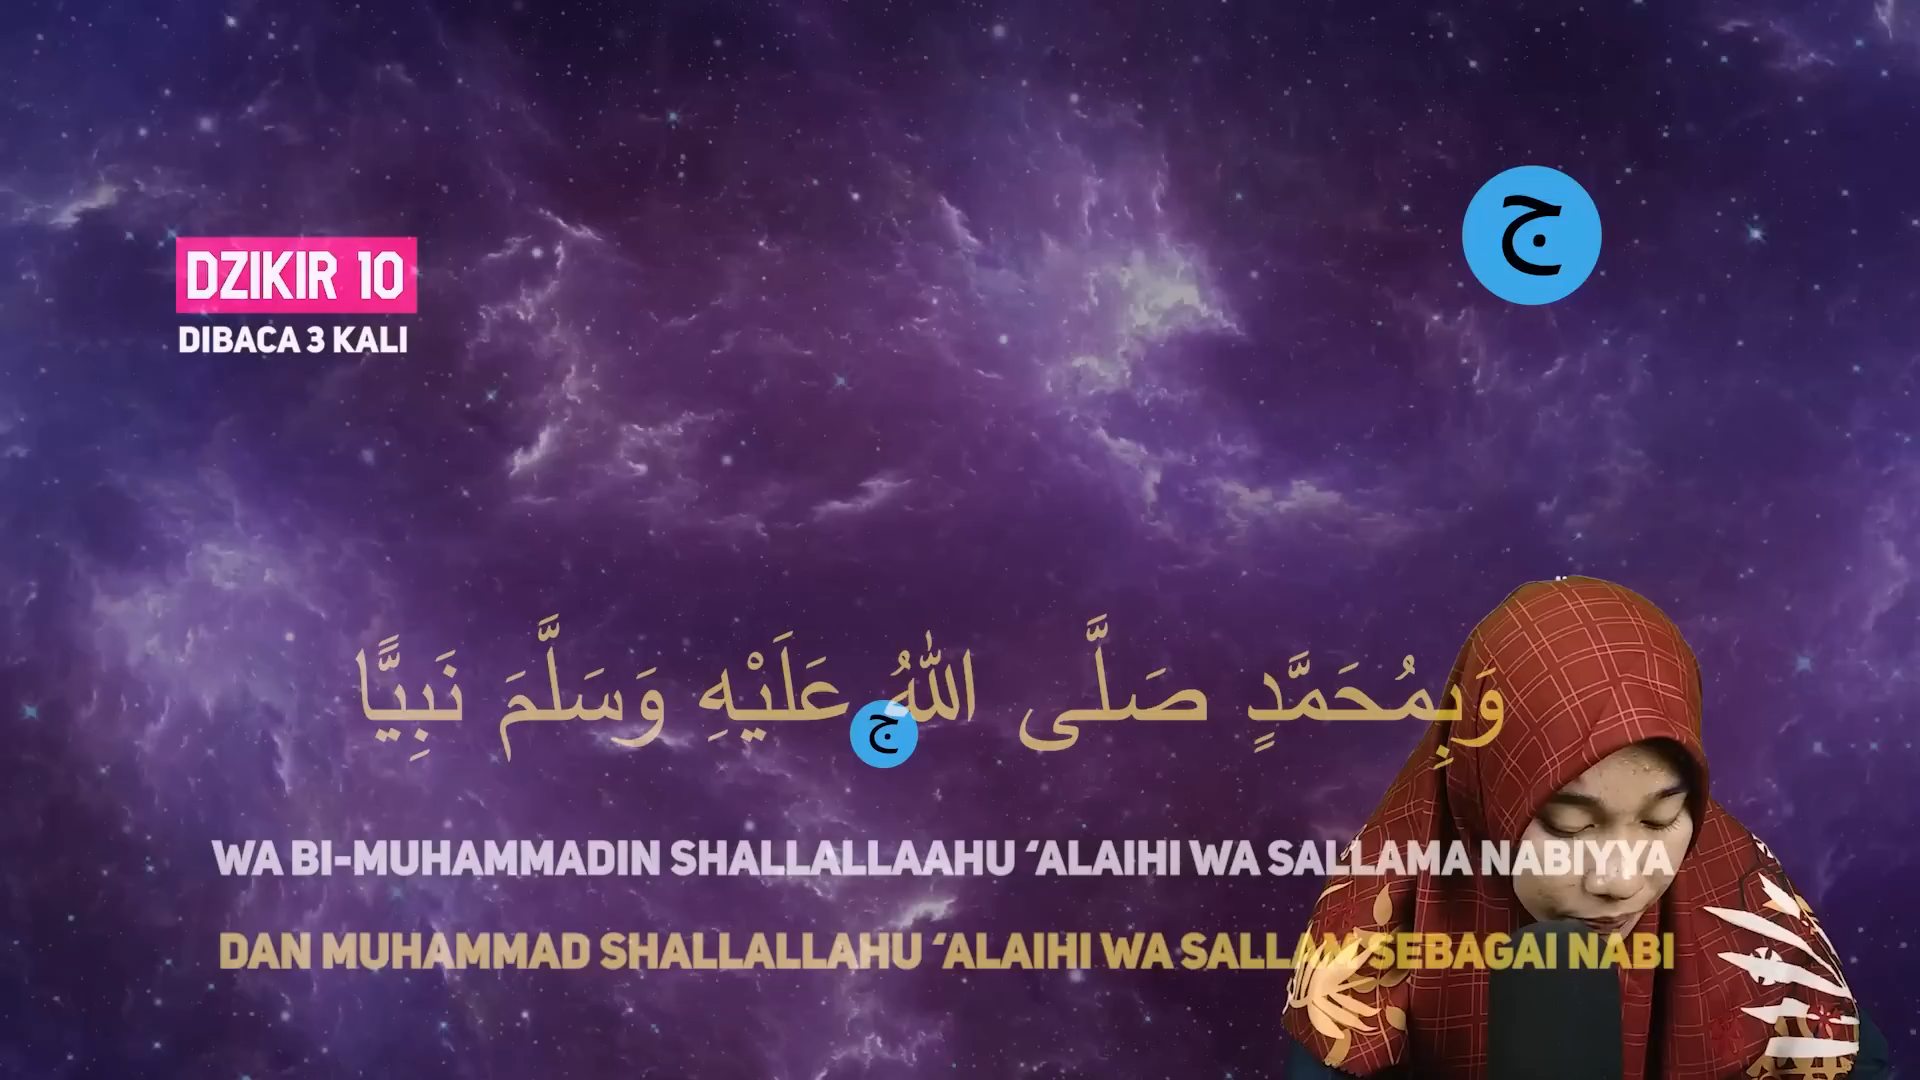 ج
DZIKIR 10
DIBACA 3 KALI
وَبِمُحَمَّدٍ صَلَّى اللهُ عَلَيْهِ وَسَلَّمَ نَبِيًّا
ج
WA BI-MUHAMMADIN SHALLALLAAHU ‘ALAIHI WA SALLAMA NABIYYA
DAN MUHAMMAD SHALLALLAHU ‘ALAIHI WA SALLAM SEBAGAI NABI